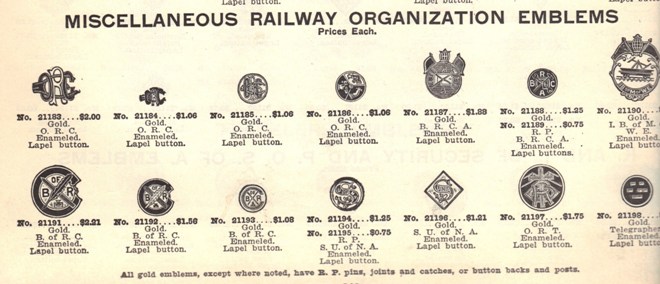 Lapel button.
Lapel button.
MISCELLANEOUS RAILWAY ORGANIZATION EMBLEMS
Prices Each.
No. 21183....$2.00
Gold.
O. R. C.
Enameled.
Lapel button.
No. 21184....$1.06
Gold.
O. R. C.
Enameled.
Lapel button.
No. 21185....$1.06
Gold.
O. R. C.
Enameled.
Lapel button.
No. 21186....$1.06
Gold.
O. R. C.
Enameled.
Lapel button.
No. 21187....$1.88
Gold.
B. R. C. A.
Enameled.
Lapel button.
No. 21188....$1.25
Gold.
No. 21189....$0.75
R. P.
B. R. C. A.
Enameled.
Lapel button.
No. 21190
Gold.
I. B. of M.
W. E.
Enameled.
Lapel button
No. 21191....$2.21
Gold.
B. of R. C.
Enameled.
Lapel button.
No. 21192....$1.56
Gold.
B. of R. C.
Enameled.
Lapel button.
No. 21193....$1.08
Gold.
B. of R. C.
Enameled.
Lapel button.
No. 21194....$1.25
Gold.
No. 21195....$0.75
R. P.
S. U. of N. A.
Enameled.
Lapel button.
No. 21196....$1.21
Gold.
S. U. of N. A.
Enameled.
Lapel button.
No. 21197....$1.75
Gold.
O. R. T.
Enameled.
Lapel button.
No. 21198
Gold.
Telegrapher
Enameled.
Lapel button
All gold emblems, except where noted, have R. P. pins, joints and catches, or button backs and posts.